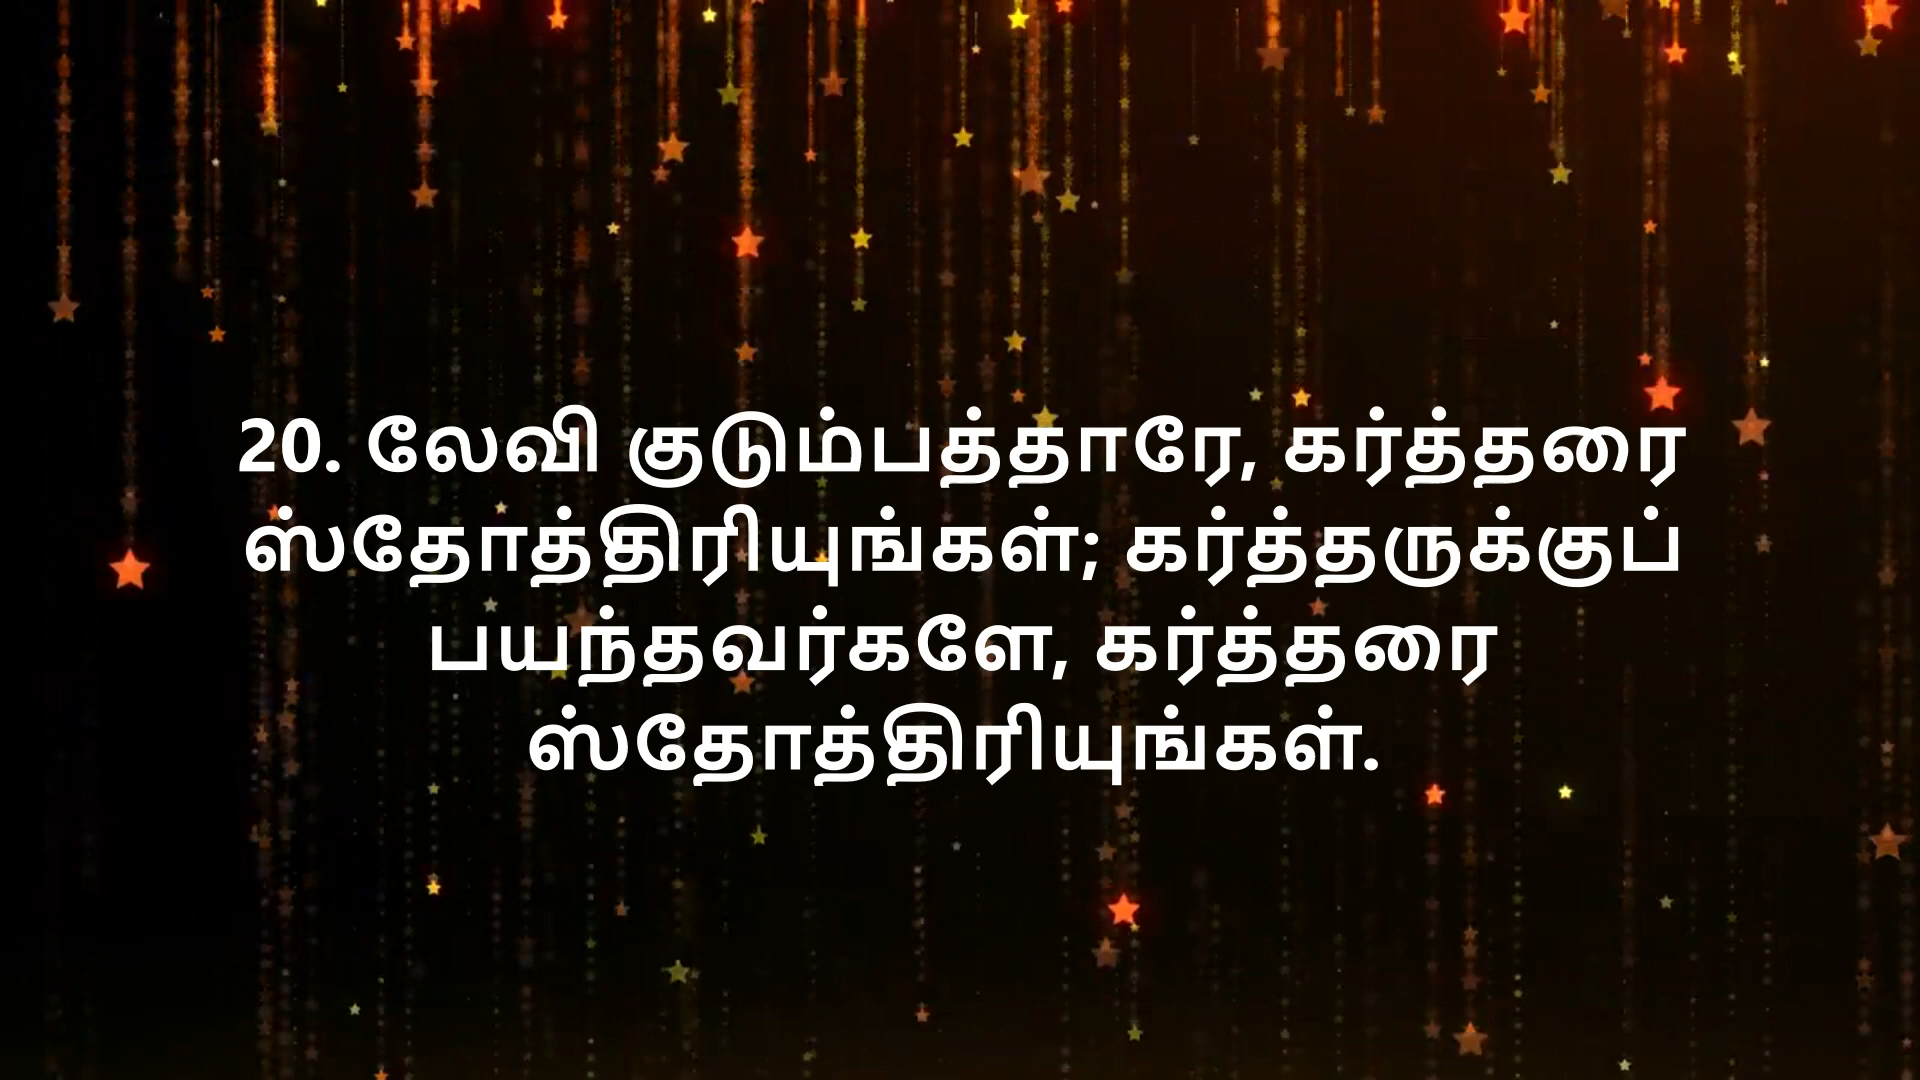 20. லேவி குடும்பத்தாரே, கர்த்தரை
ஸ்தோத்திரியுங்கள்; கர்த்தருக்குப்
பயந்தவர்களே, கர்த்தரை
ஸ்தோத்திரியுங்கள்.